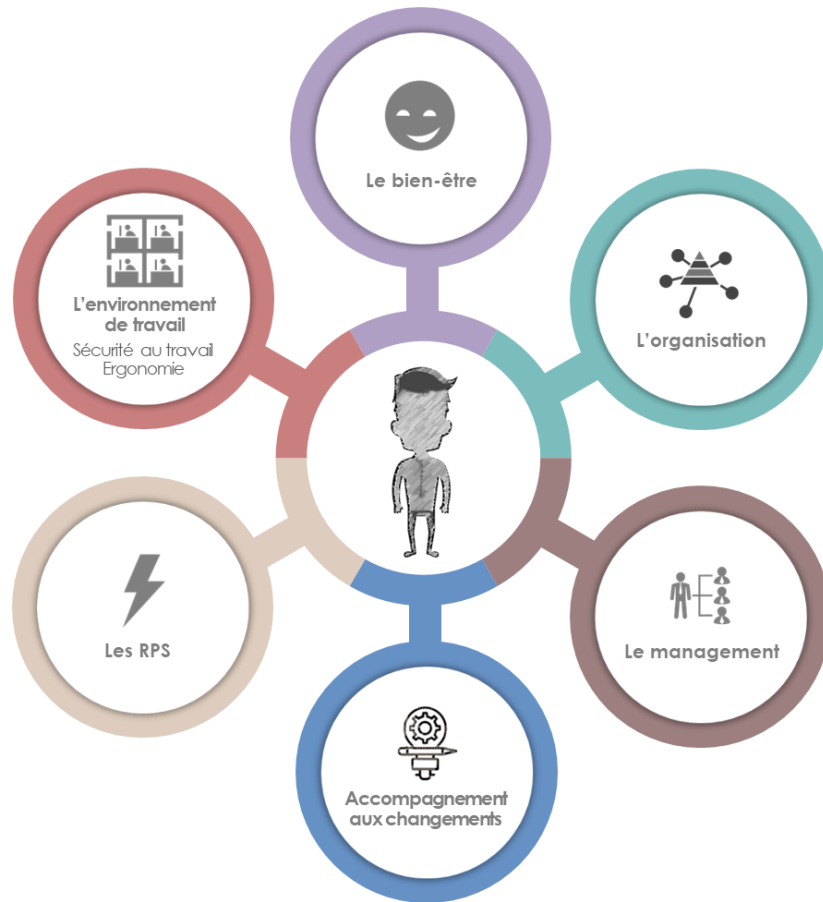 Le bien-être
L'environnement
de travail
Sécurité au travail
Ergonomie
L'organisation
Les RPS
Le management
Accompagnement
aux changements